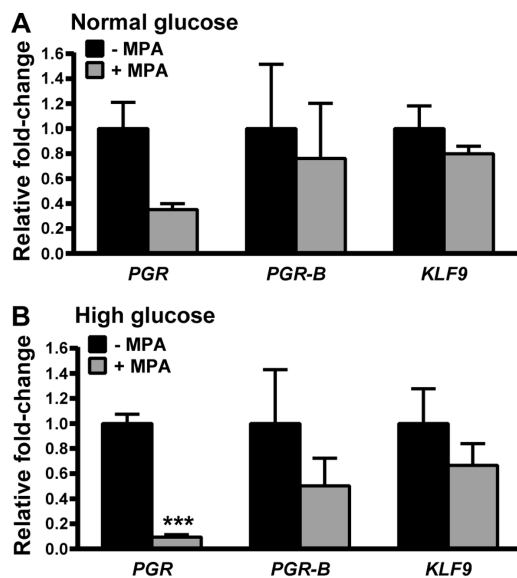 A Normal glucose
- MPA
+ MPA
Relative fold-change
1.6
1.4
1.2
1.0
0.8
0.6
0.4
0.2
0.0
PGR PGR-B KLF9
B High glucose
- MPA
+ MPA
Relative fold-change
1.6
1.4
1.2
1.0
0.8
0.6
0.4
0.2
0.0
***
PGR PGR-B KLF9